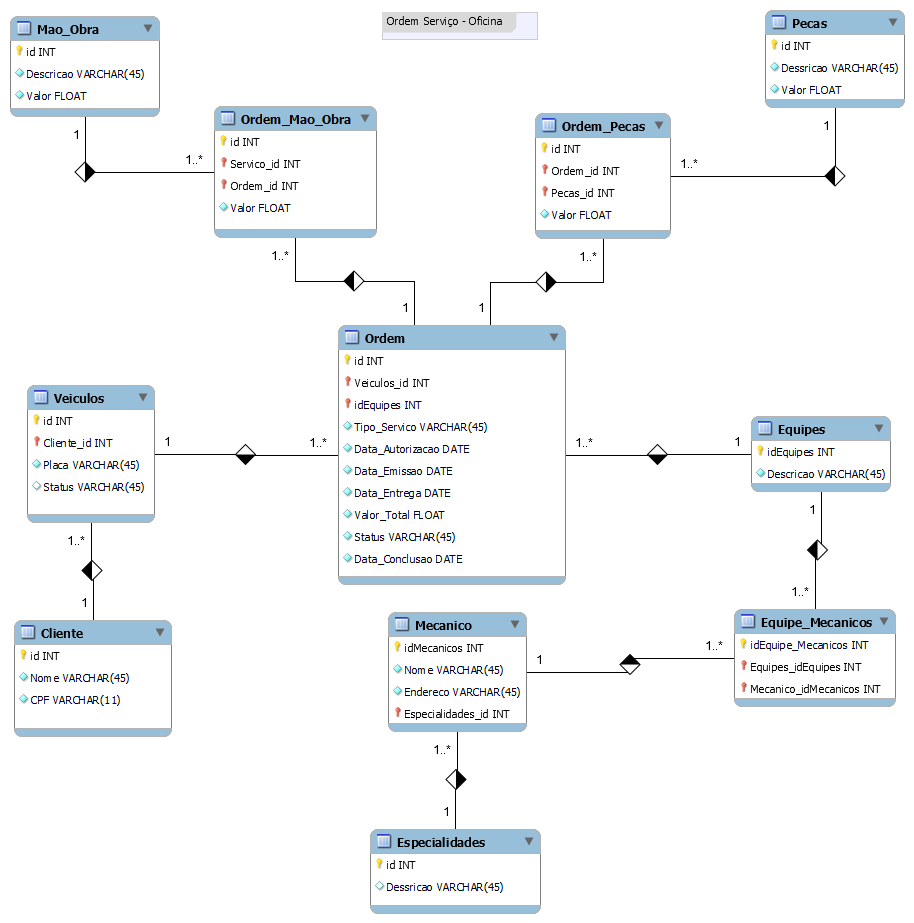 Ordem Serviço - Oficina
Mao_Obra
id INT
Descricao VARCHAR(45)
Valor FLOAT
1
1..*
Ordem_Mao_Obra
id INT
Servico_id INT
Ordem_id INT
Valor FLOAT
1..*
1
Pecas
id INT
Dessricao VARCHAR(45)
Valor FLOAT
1
1..*
Ordem_Pecas
id INT
Ordem_id INT
Pecas_id INT
Valor FLOAT
1..*
1
Ordem
id INT
Veiculos_id INT
idEquipes INT
Tipo_Servico VARCHAR(45)
Data_Autorizacao DATE
Data_Emissao DATE
Data_Entrega DATE
Valor_Total FLOAT
Status VARCHAR(45)
Data_Conclusao DATE
Veiculos
id INT
Cliente_id INT
Placa VARCHAR(45)
Status VARCHAR(45)
1
1..*
1..*
1
Cliente
id INT
Nome VARCHAR(45)
CPF VARCHAR(11)
1..*
1
Equipes
idEquipes INT
Descricao VARCHAR(45)
1
1..*
Equipe_Mecanicos
idEquipe_Mecanicos INT
Equipes_idEquipes INT
Mecanico_idMecanicos INT
1
1..*
Mecanico
idMecanicos INT
Nome VARCHAR(45)
Endereco VARCHAR(45)
Especialidades_id INT
1..*
1
Especialidades
id INT
Dessricao VARCHAR(45)